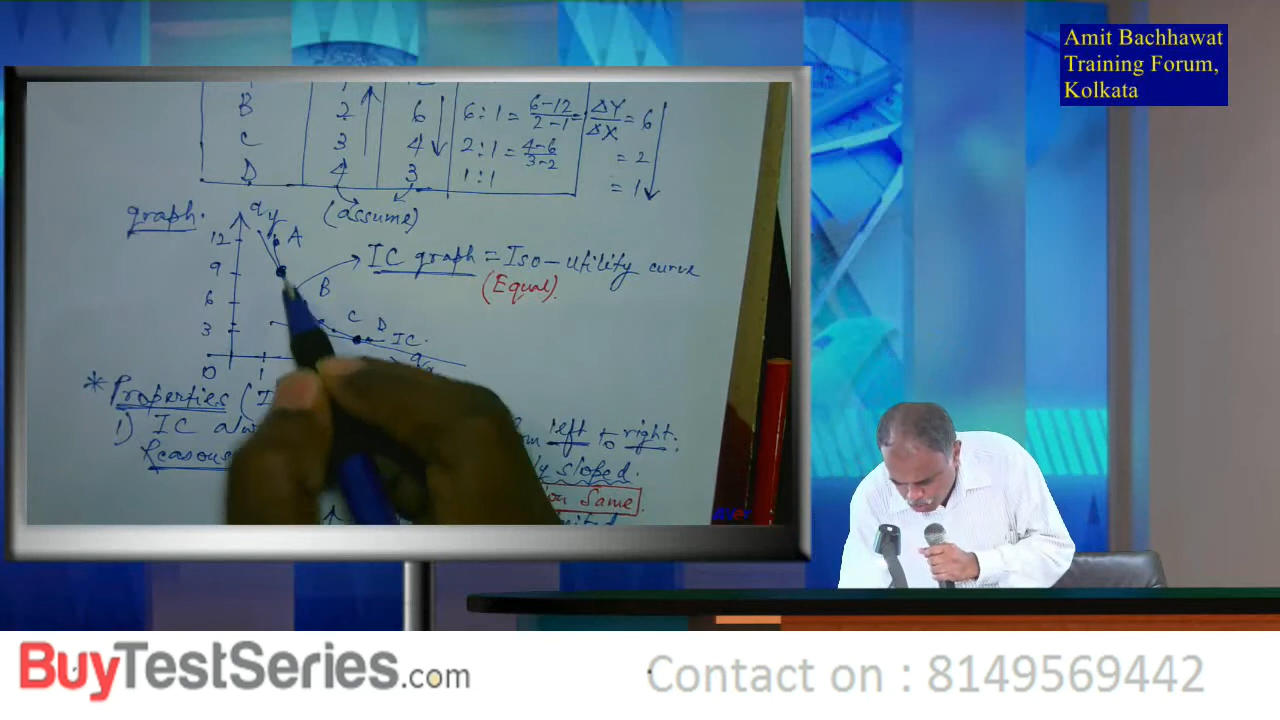 Amit Bachhawat
Training Forum,
Kolkata
B 2 6 6:1 = 6-12/2-1 = ΔY/ΔX = 6
C 3 4 2:1 = 4-6/3-2 = 2
D 4 3 1:1 = 1
(assume)
graph.
qy
12 A
9
6 B
3 C D IC.
0 1 qx
IC graph = Iso-utility curve
(Equal)
* Properties (I
1) IC left to right.
Reasons sloped.
Same
BuyTestSeries.com
Contact on : 8149569442